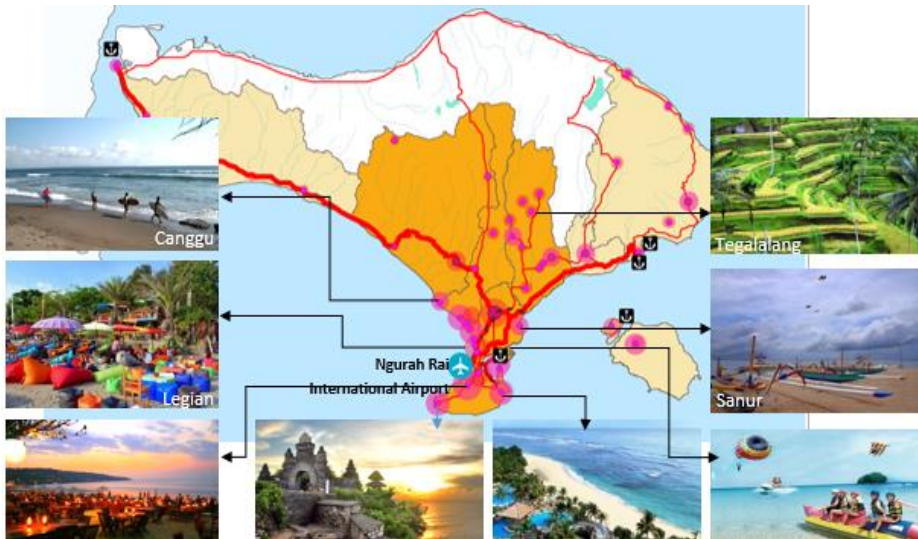 Canggu
Tegalalang
Legian
Ngurah Rai
International Airport
Sanur